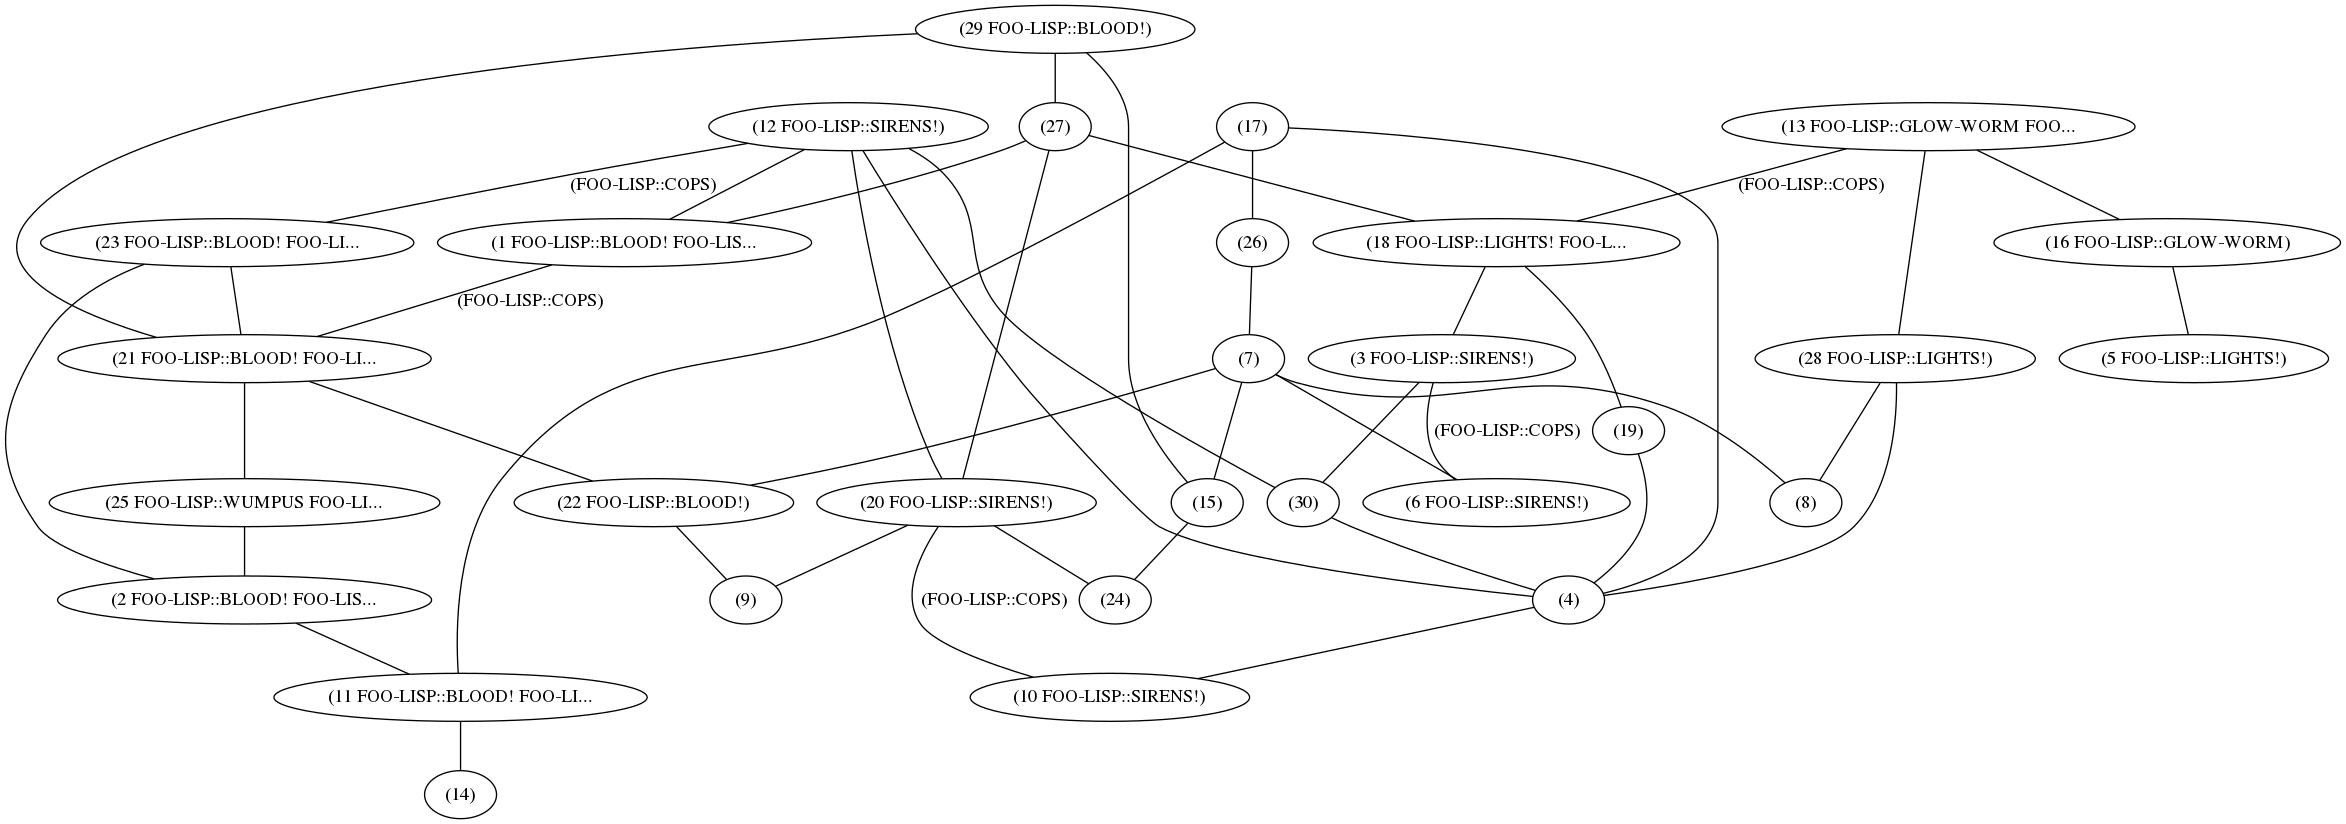 (29 FOO-LISP::BLOOD!)
(12 FOO-LISP::SIRENS!)
(27)
(17)
(13 FOO-LISP::GLOW-WORM FOO...
(FOO-LISP::COPS)
(FOO-LISP::COPS)
(23 FOO-LISP::BLOOD! FOO-LI...
(1 FOO-LISP::BLOOD! FOO-LIS...
(26)
(18 FOO-LISP::LIGHTS! FOO-L...
(16 FOO-LISP::GLOW-WORM)
(FOO-LISP::COPS)
(21 FOO-LISP::BLOOD! FOO-LI...
(7)
(3 FOO-LISP::SIRENS!)
(28 FOO-LISP::LIGHTS!)
(5 FOO-LISP::LIGHTS!)
(FOO-LISP::COPS)
(19)
(25 FOO-LISP::WUMPUS FOO-LI...
(22 FOO-LISP::BLOOD!)
(20 FOO-LISP::SIRENS!)
(15)
(30)
(6 FOO-LISP::SIRENS!)
(8)
(2 FOO-LISP::BLOOD! FOO-LIS...
(9)
(FOO-LISP::COPS)
(24)
(4)
(11 FOO-LISP::BLOOD! FOO-LI...
(10 FOO-LISP::SIRENS!)
(14)